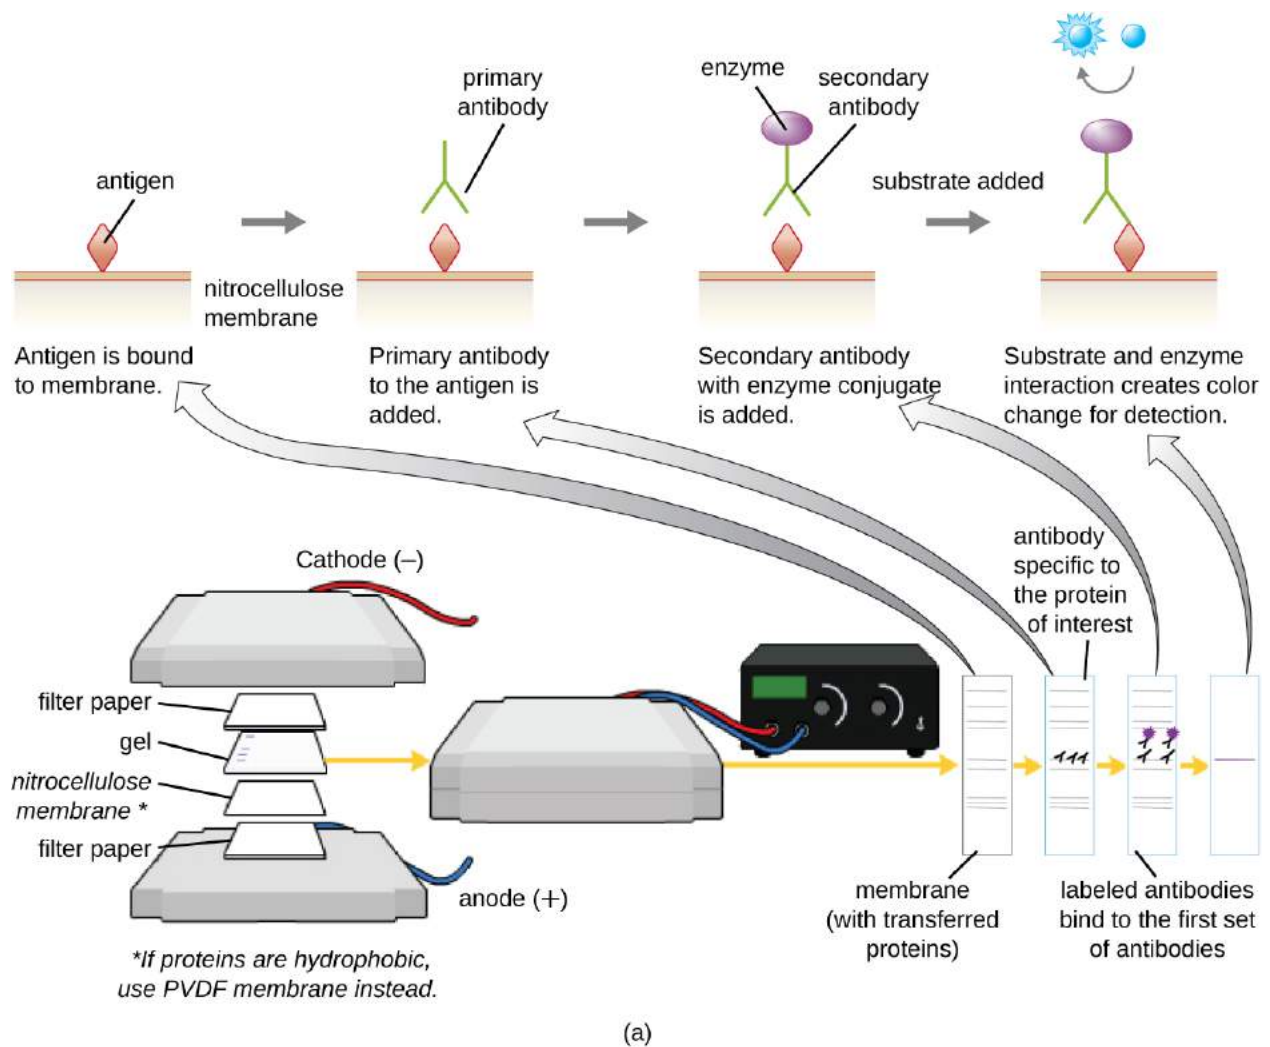 primary
antibody
enzyme
secondary
antibody
antigen
substrate added
nitrocellulose
membrane
Antigen is bound
to membrane.
Primary antibody
to the antigen is
added.
Secondary antibody
with enzyme conjugate
is added.
Substrate and enzyme
interaction creates color
change for detection.
Cathode (–)
filter paper
gel
nitrocellulose
membrane *
filter paper
anode (+)
*If proteins are hydrophobic,
use PVDF membrane instead.
antibody
specific to
the protein
of interest
membrane
(with transferred
proteins)
labeled antibodies
bind to the first set
of antibodies
(a)